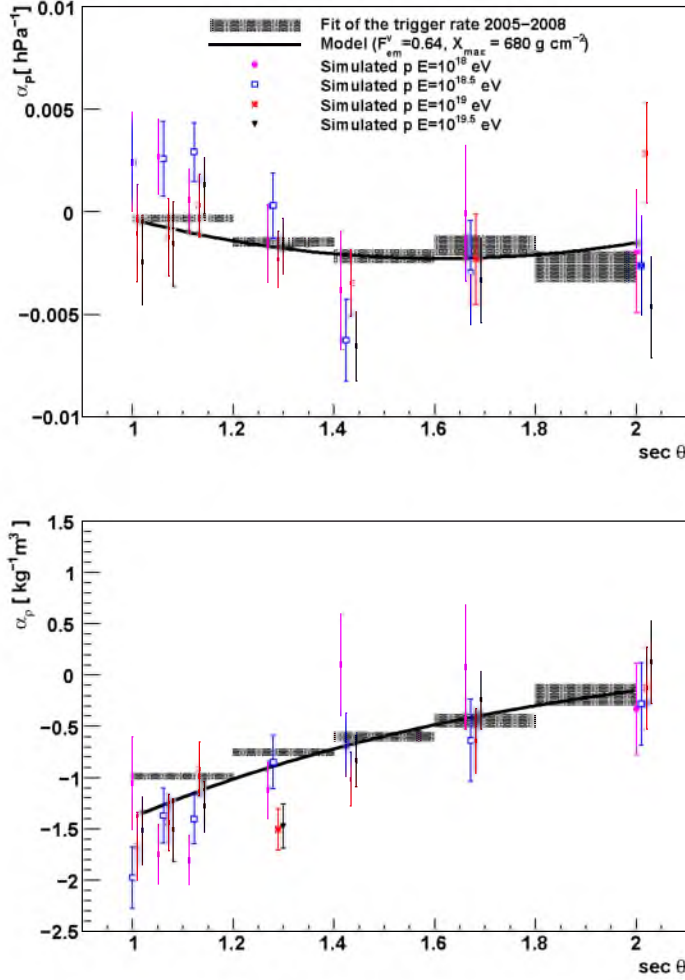 α_P [ hPa⁻¹ ]
0.01
0.005
0
−0.005
−0.01
Fit of the trigger rate 2005−2008
Model (F^v_em=0.64, X_max = 680 g cm⁻²)
Simulated p E=10^18 eV
Simulated p E=10^18.5 eV
Simulated p E=10^19 eV
Simulated p E=10^19.5 eV
1 1.2 1.4 1.6 1.8 2
sec θ
α_ρ [ kg⁻¹m³ ]
1.5
1
0.5
0
−0.5
−1
−1.5
−2
−2.5
1 1.2 1.4 1.6 1.8 2
sec θ